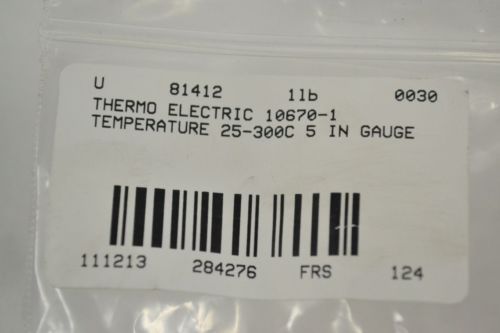 U 81412 1lb 0030
THERMO ELECTRIC 10670-1
TEMPERATURE 25-300C 5 IN GAUGE
111213 284276 FRS 124